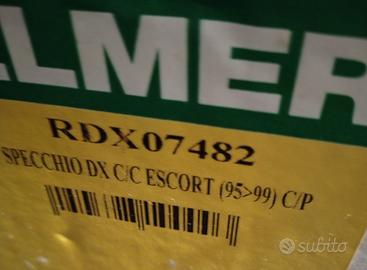 LMER
RDX07482
SPECCHIO DX C/C ESCORT (95>99) C/P
subito